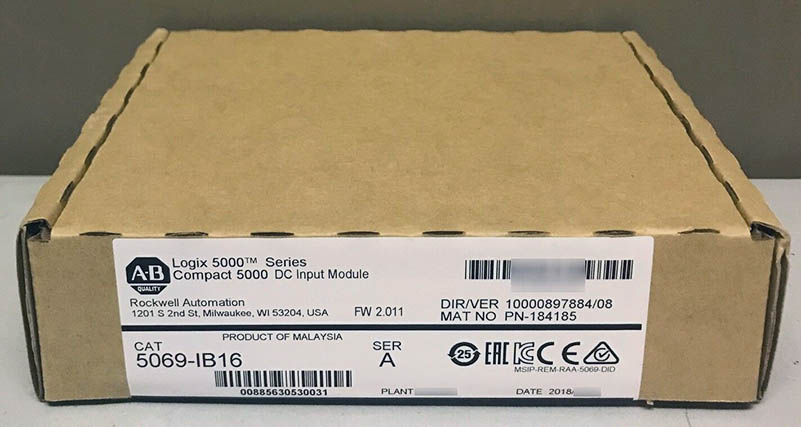 A·B
QUALITY
Logix 5000™ Series
Compact 5000 DC Input Module
Rockwell Automation
1201 S 2nd St, Milwaukee, WI 53204, USA FW 2.011
DIR/VER 10000897884/08
MAT NO PN-184185
PRODUCT OF MALAYSIA
CAT SER
5069-IB16 A
00885630530031
25 EAC KC CE
MSIP-REM-RAA-5069-DID
PLANT DATE 2018/